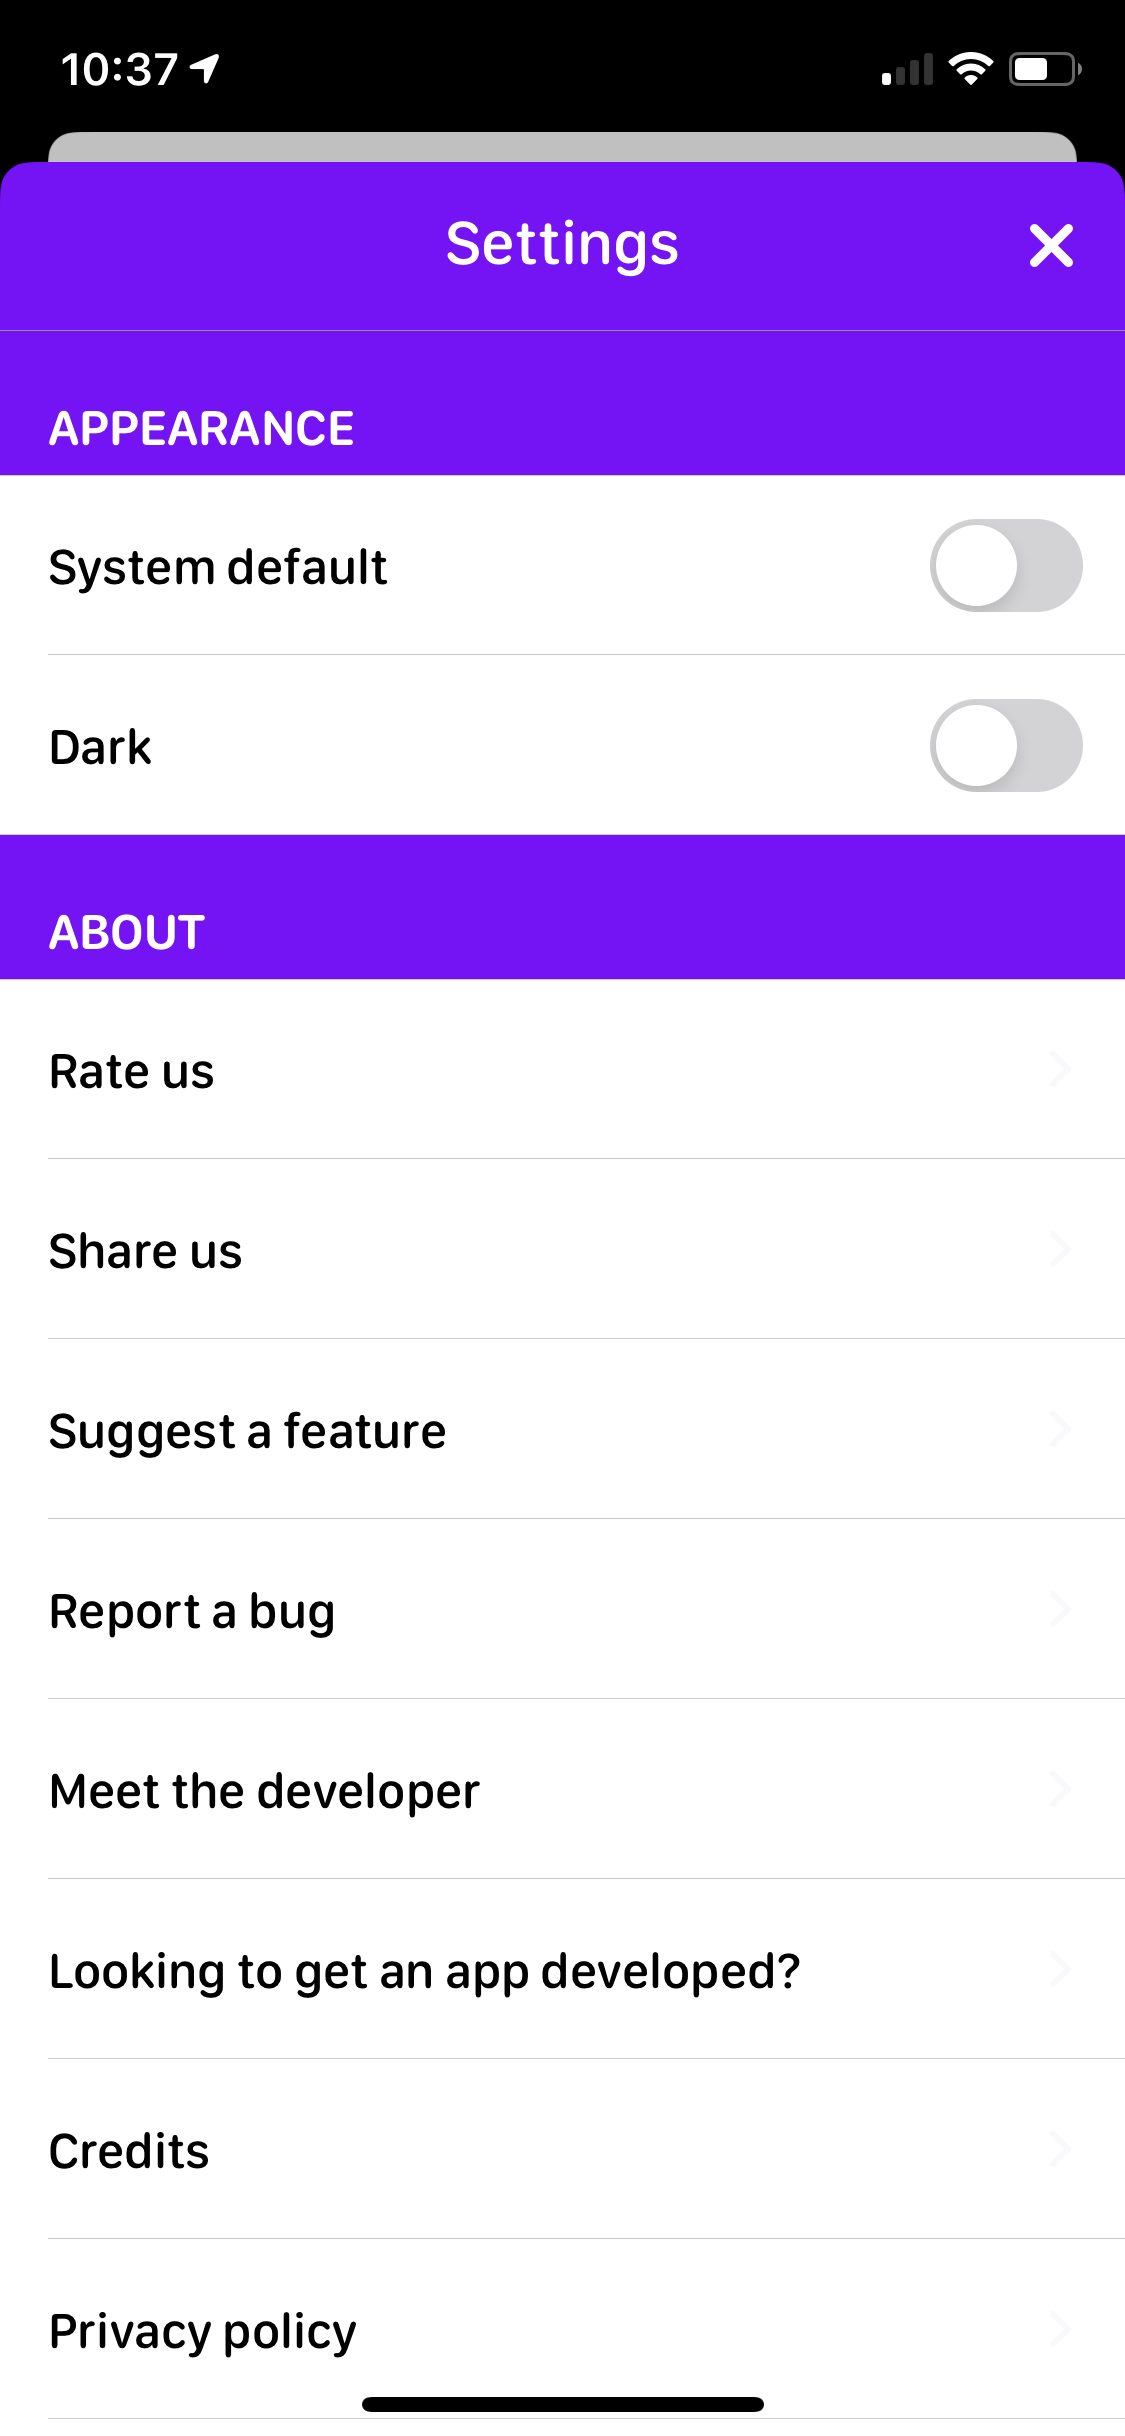 10:37
Settings
APPEARANCE
System default
Dark
ABOUT
Rate us
Share us
Suggest a feature
Report a bug
Meet the developer
Looking to get an app developed?
Credits
Privacy policy